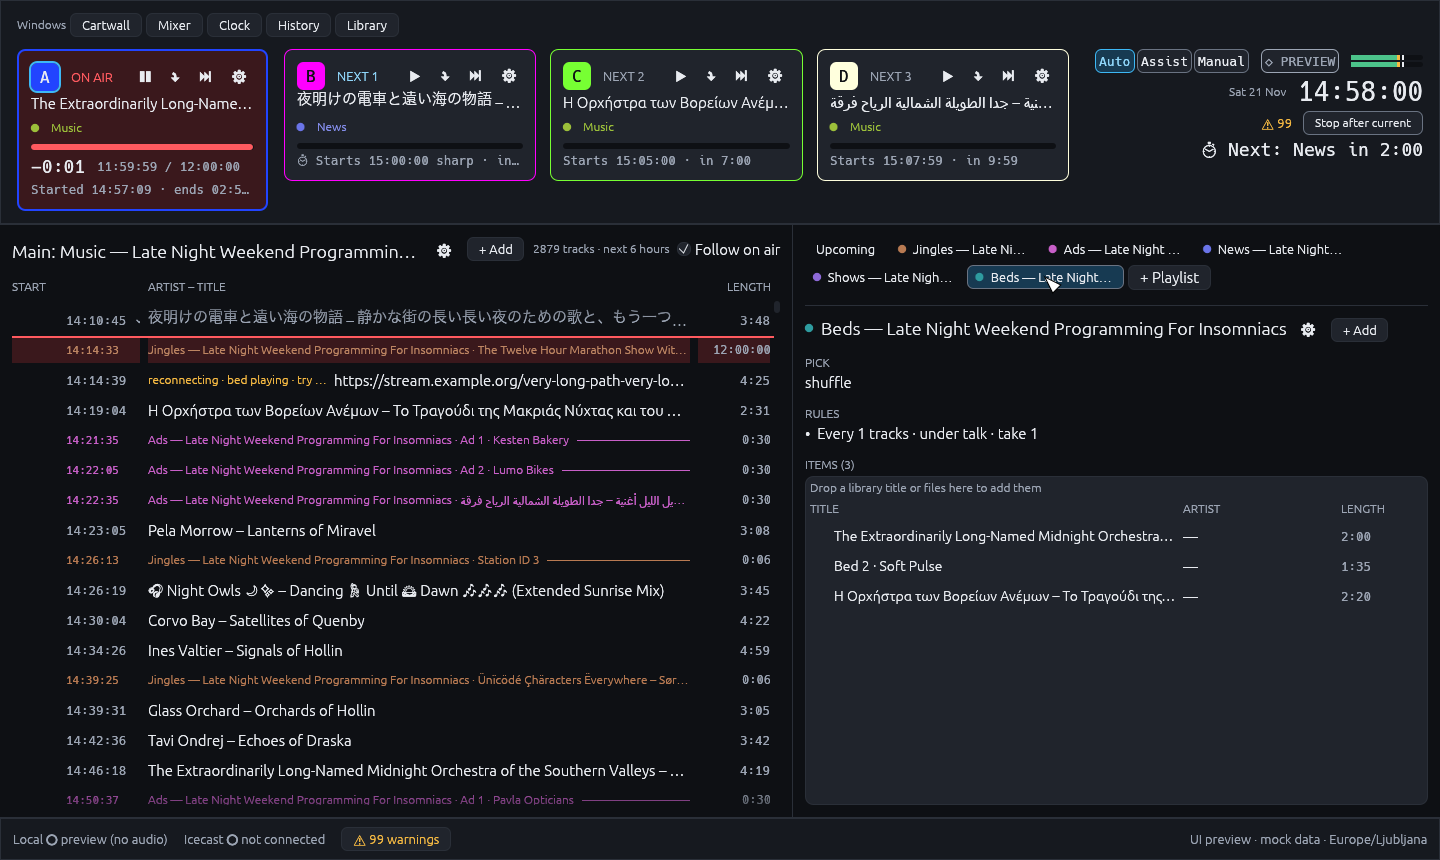 Windows Cartwall Mixer Clock History Library
A ON AIR
The Extraordinarily Long-Name…
Music
−0:01 11:59:59 / 12:00:00
Started 14:57:09 · ends 02:5…
B NEXT 1
夜明けの電車と遠い海の物語 – …
News
Starts 15:00:00 sharp · in…
C NEXT 2
Η Ορχήστρα των Βορείων Ανέμ…
Music
Starts 15:05:00 · in 7:00
D NEXT 3
…نية – جدا الطويلة الشمالية الرياح فرقة
Music
Starts 15:07:59 · in 9:59
Auto Assist Manual ◇ PREVIEW
Sat 21 Nov 14:58:00
⚠ 99 Stop after current
Next: News in 2:00
Main: Music — Late Night Weekend Programmin… + Add 2879 tracks · next 6 hours ✓ Follow on air
START ARTIST – TITLE LENGTH
14:10:45 、夜明けの電車と遠い海の物語 – 静かな街の長い長い夜のための歌と、もう一つ… 3:48
14:14:33 Jingles — Late Night Weekend Programming For Insomniacs · The Twelve Hour Marathon Show Wit… 12:00:00
14:14:39 reconnecting · bed playing · try … https://stream.example.org/very-long-path-very-lo… 4:25
14:19:04 Η Ορχήστρα των Βορείων Ανέμων – Το Τραγούδι της Μακριάς Νύχτας και του … 2:31
14:21:35 Ads — Late Night Weekend Programming For Insomniacs · Ad 1 · Kesten Bakery 0:30
14:22:05 Ads — Late Night Weekend Programming For Insomniacs · Ad 2 · Lumo Bikes 0:30
14:22:35 Ads — Late Night Weekend Programming For Insomniacs · …يل الليل أغنية – جدا الطويلة الشمالية الرياح فرقة 0:30
14:23:05 Pela Morrow – Lanterns of Miravel 3:08
14:26:13 Jingles — Late Night Weekend Programming For Insomniacs · Station ID 3 0:06
14:26:19 🎧 Night Owls 🌙✨ – Dancing 💃 Until 🌅 Dawn 🎶🎶🎶 (Extended Sunrise Mix) 3:45
14:30:04 Corvo Bay – Satellites of Quenby 4:22
14:34:26 Ines Valtier – Signals of Hollin 4:59
14:39:25 Jingles — Late Night Weekend Programming For Insomniacs · Ünïcödé Çhäracters Ëverywhere – Sør… 0:06
14:39:31 Glass Orchard – Orchards of Hollin 3:05
14:42:36 Tavi Ondrej – Echoes of Draska 3:42
14:46:18 The Extraordinarily Long-Named Midnight Orchestra of the Southern Valleys – … 4:19
14:50:37 Ads — Late Night Weekend Programming For Insomniacs · Ad 1 · Pavla Opticians 0:30
Upcoming Jingles — Late Ni… Ads — Late Night … News — Late Night…
Shows — Late Nigh… Beds — Late Night… + Playlist
Beds — Late Night Weekend Programming For Insomniacs + Add
PICK
shuffle
RULES
• Every 1 tracks · under talk · take 1
ITEMS (3)
Drop a library title or files here to add them
TITLE ARTIST LENGTH
The Extraordinarily Long-Named Midnight Orchestra… — 2:00
Bed 2 · Soft Pulse — 1:35
Η Ορχήστρα των Βορείων Ανέμων – Το Τραγούδι της… — 2:20
Local preview (no audio) Icecast not connected ⚠ 99 warnings UI preview · mock data · Europe/Ljubljana